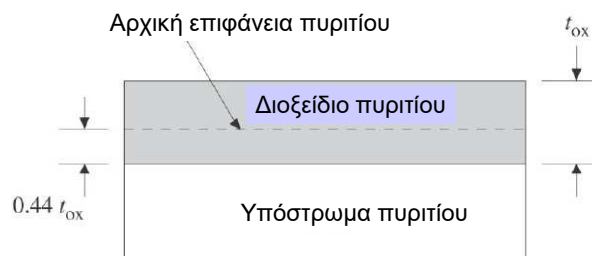 Αρχική επιφάνεια πυριτίου
t_ox
Διοξείδιο πυριτίου
0.44 t_ox
Υπόστρωμα πυριτίου